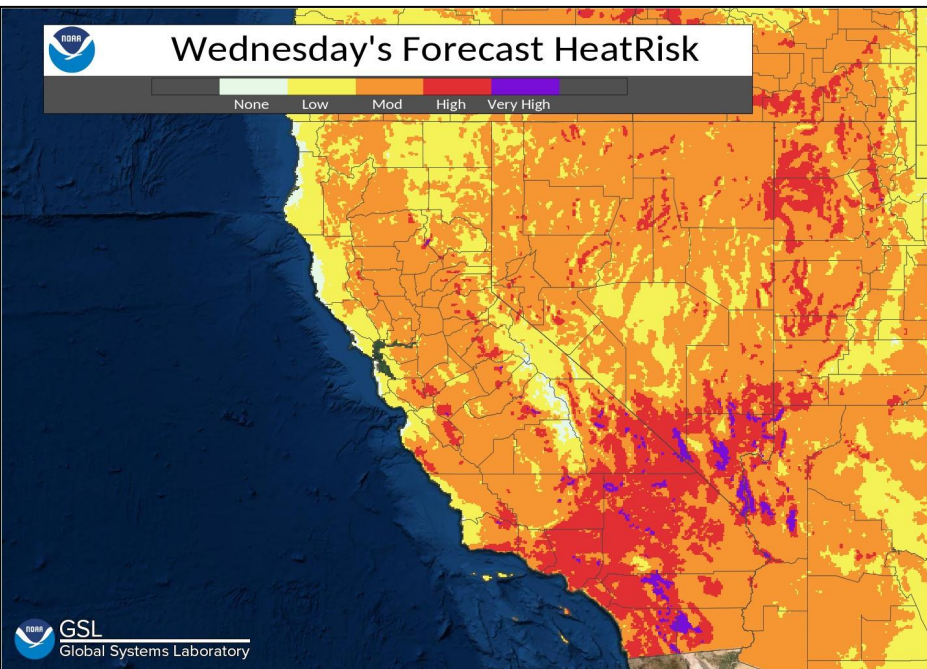 NOAA
Wednesday's Forecast HeatRisk
None Low Mod High Very High
NOAA
GSL
Global Systems Laboratory